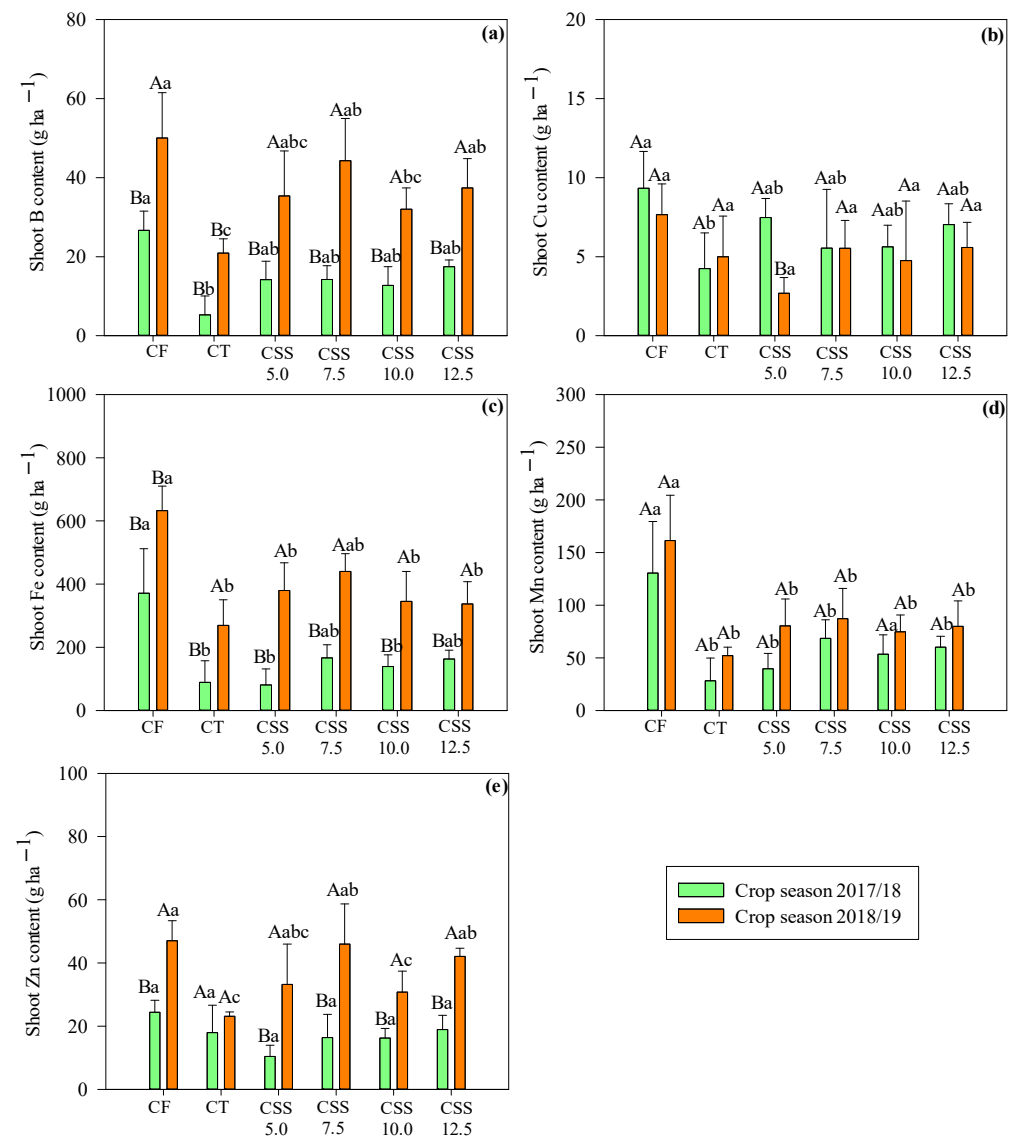 (a)
Shoot B content (g ha −1)
80
60
40
20
0
Ba
Aa
Bb
Bc
Bab
Aabc
Bab
Aab
Bab
Abc
Bab
Aab
CF
CT
CSS
5.0
CSS
7.5
CSS
10.0
CSS
12.5
(b)
Shoot Cu content (g ha −1)
20
15
10
5
0
Aa
Aa
Ab
Aa
Aab
Ba
Aab
Aa
Aab
Aa
Aab
Aa
CF
CT
CSS
5.0
CSS
7.5
CSS
10.0
CSS
12.5
(c)
Shoot Fe content (g ha −1)
1000
800
600
400
200
0
Ba
Ba
Bb
Ab
Bb
Ab
Bab
Aab
Bb
Ab
Bab
Ab
CF
CT
CSS
5.0
CSS
7.5
CSS
10.0
CSS
12.5
(d)
Shoot Mn content (g ha −1)
300
250
200
150
100
50
0
Aa
Aa
Ab
Ab
Ab
Ab
Ab
Ab
Aa
Ab
Ab
Ab
CF
CT
CSS
5.0
CSS
7.5
CSS
10.0
CSS
12.5
(e)
Shoot Zn content (g ha −1)
100
80
60
40
20
0
Ba
Aa
Aa
Ac
Ba
Aabc
Ba
Aab
Ba
Ac
Ba
Aab
CF
CT
CSS
5.0
CSS
7.5
CSS
10.0
CSS
12.5
Crop season 2017/18
Crop season 2018/19